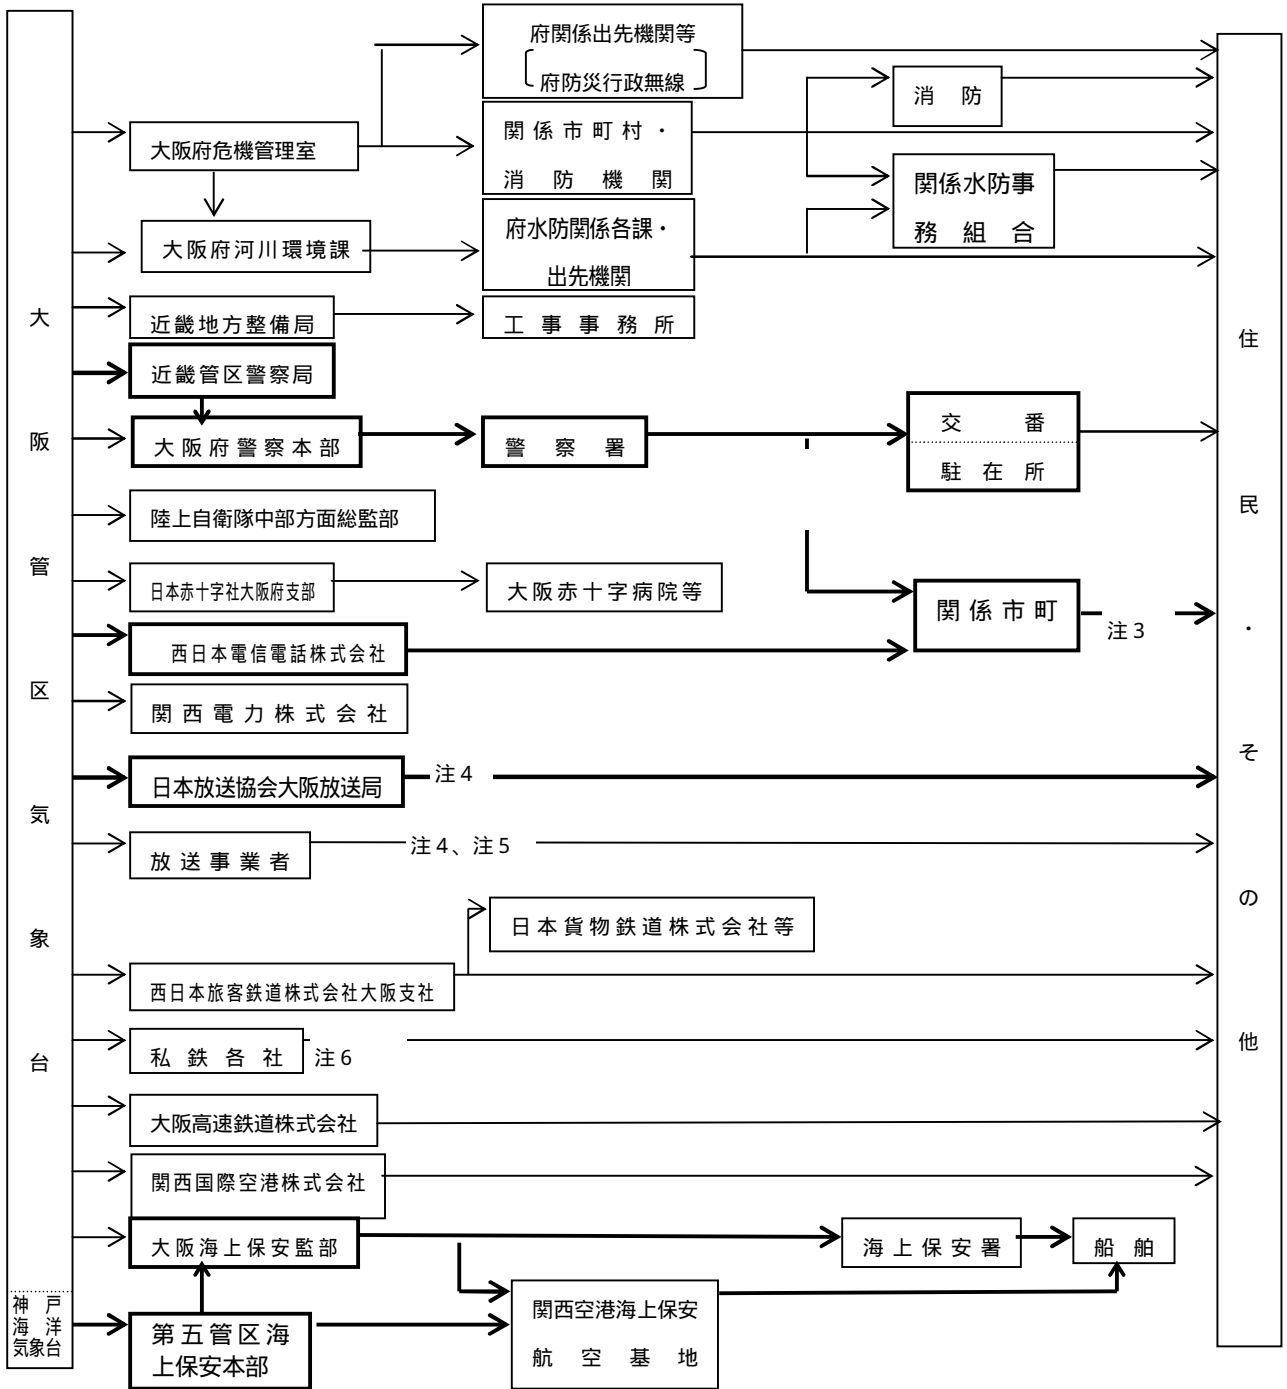 府関係出先機関等
府防災行政無線
消　防
関係市町村・
消防機関
大阪府危機管理室
関係水防事
務組合
大阪府河川環境課
府水防関係各課・
出先機関
近畿地方整備局
工事事務所
近畿管区警察局
大阪府警察本部
警察署
交番
駐在所
陸上自衛隊中部方面総監部
日本赤十字社大阪府支部
大阪赤十字病院等
関係市町
注３
西日本電信電話株式会社
関西電力株式会社
日本放送協会大阪放送局
注４
放送事業者
注４、注５
日本貨物鉄道株式会社等
西日本旅客鉄道株式会社大阪支社
私鉄各社
注６
大阪高速鉄道株式会社
関西国際空港株式会社
大阪海上保安監部
海上保安署
船舶
関西空港海上保安
航空基地
第五管区海
上保安本部
大阪管区気象台
神戸
海洋
気象台
住民・その他